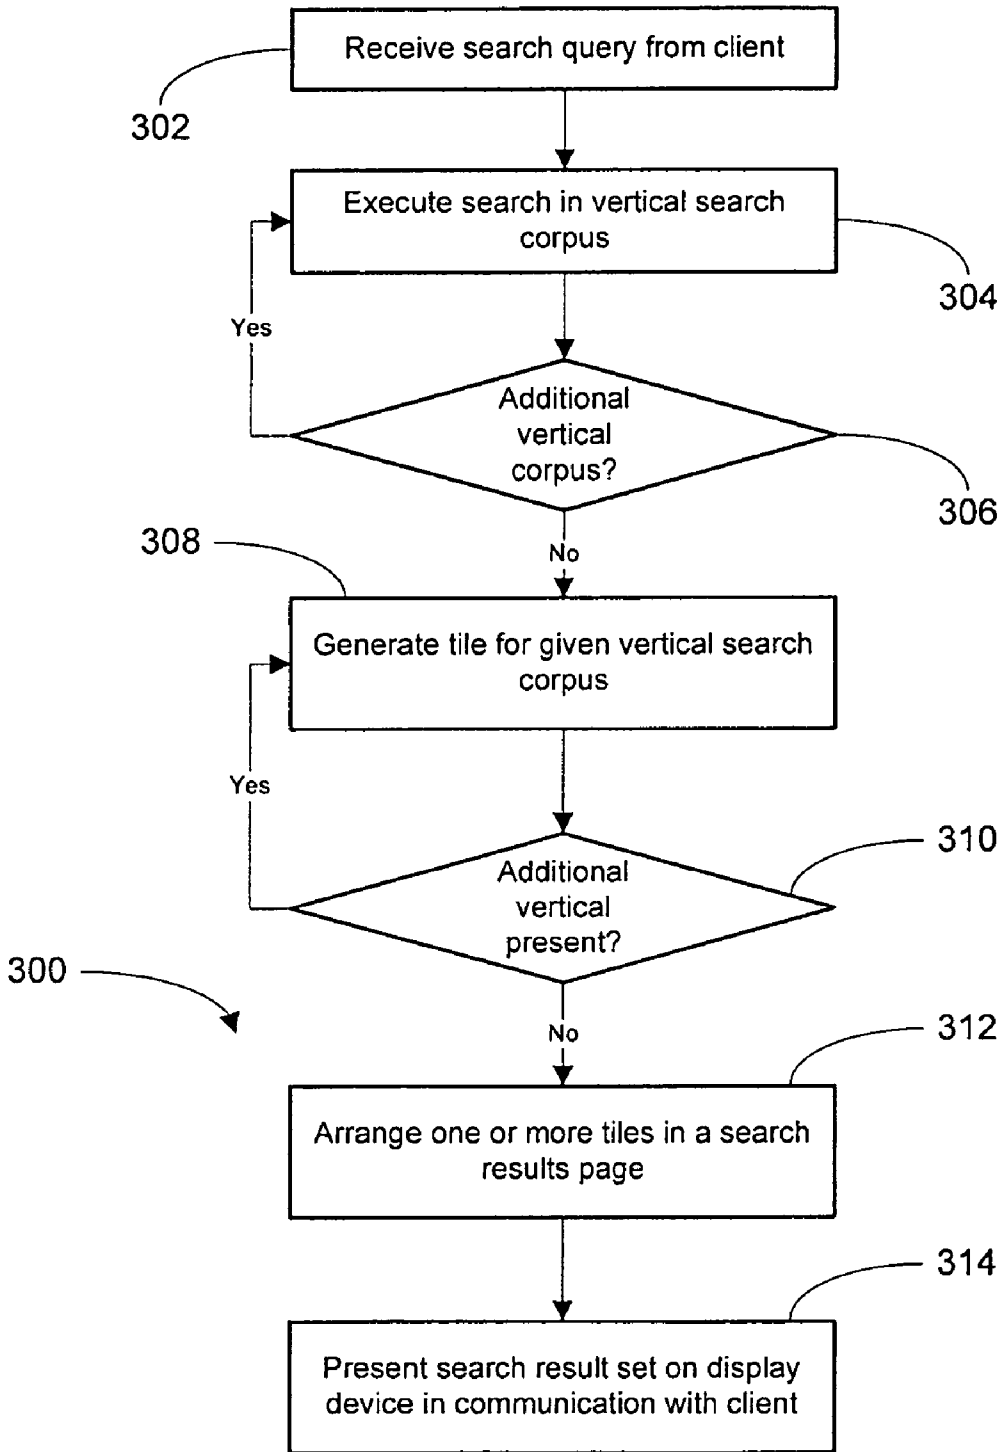 Receive search query from client
302
Execute search in vertical search
corpus
304
Yes
Additional
vertical
corpus?
306
308
No
Generate tile for given vertical search
corpus
Yes
310
Additional
vertical
present?
300
No
312
Arrange one or more tiles in a search
results page
314
Present search result set on display
device in communication with client